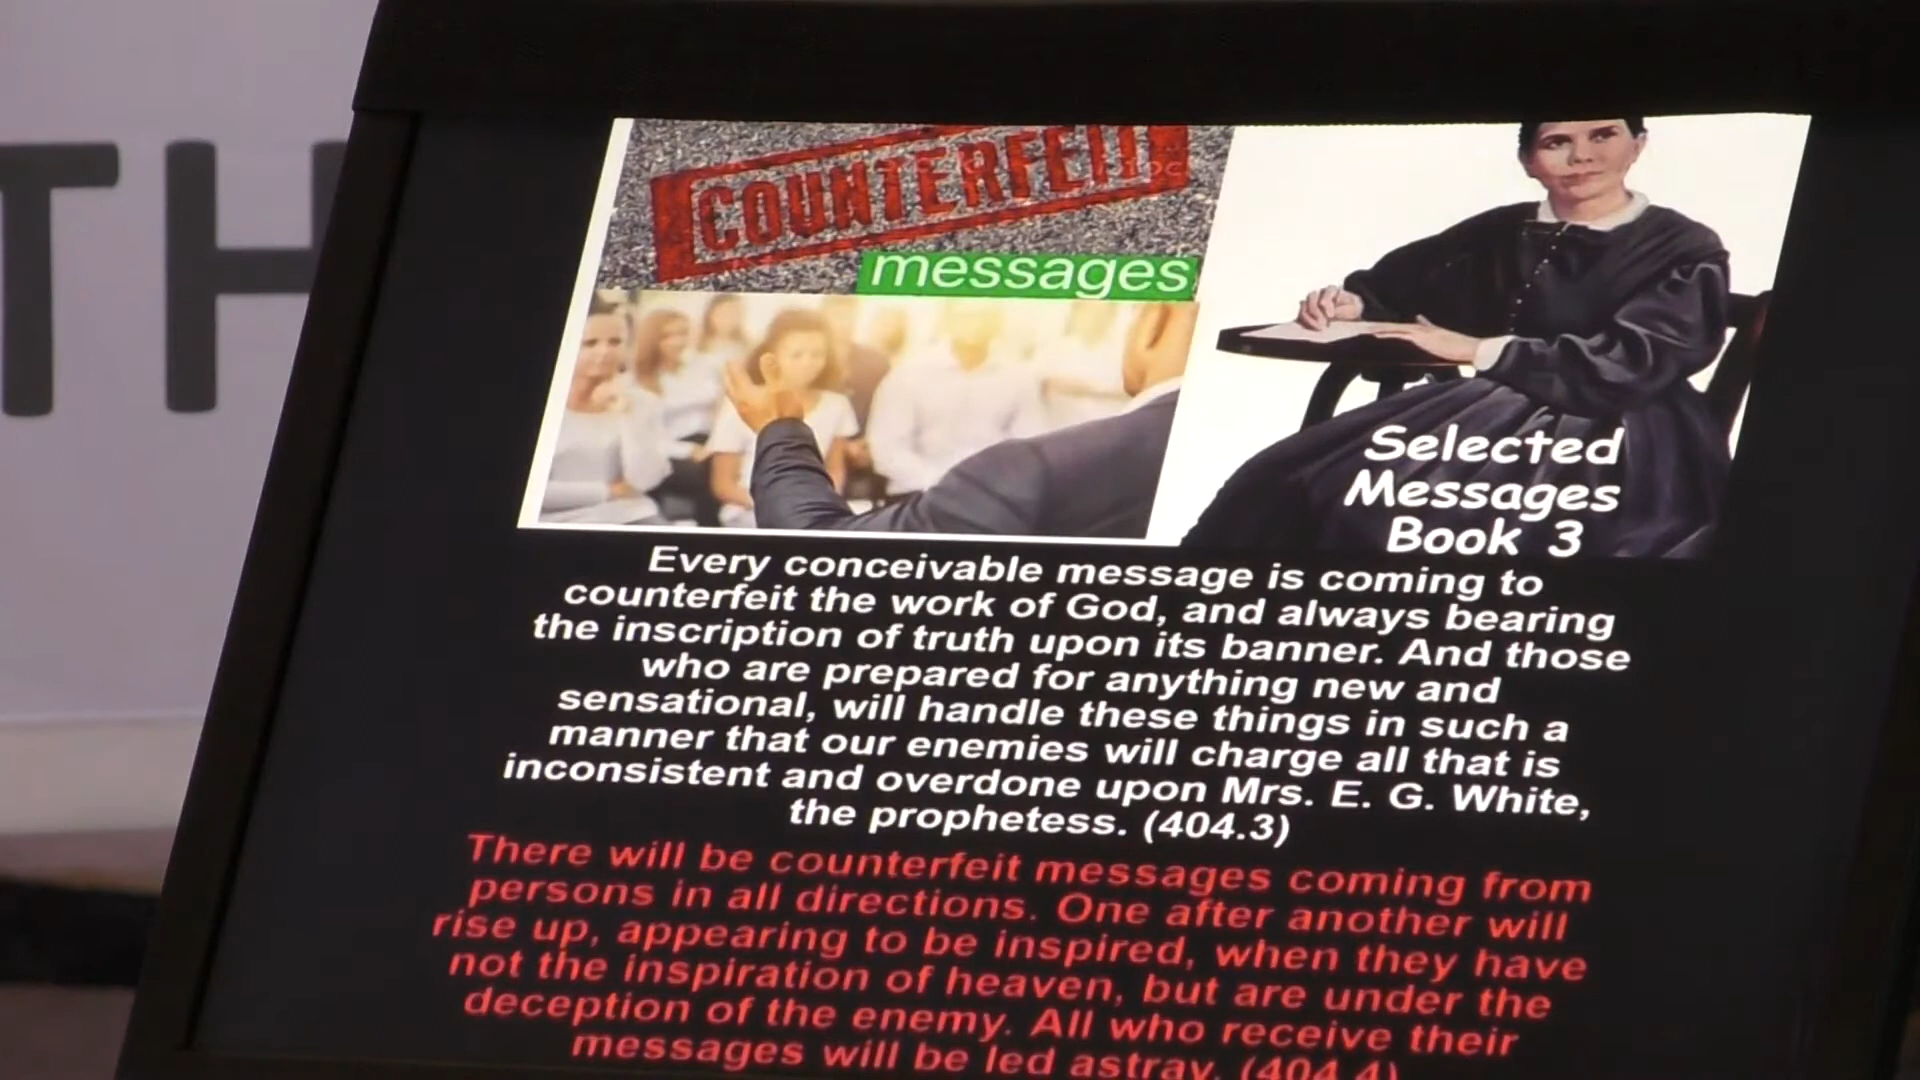 TH
COUNTERFEIT
messages
Selected
Messages
Book 3
Every conceivable message is coming to
counterfeit the work of God, and always bearing
the inscription of truth upon its banner. And those
who are prepared for anything new and
sensational, will handle these things in such a
manner that our enemies will charge all that is
inconsistent and overdone upon Mrs. E. G. White,
the prophetess. (404.3)
There will be counterfeit messages coming from
persons in all directions. One after another will
rise up, appearing to be inspired, when they have
not the inspiration of heaven, but are under the
deception of the enemy. All who receive their
messages will be led astray. (404.4)